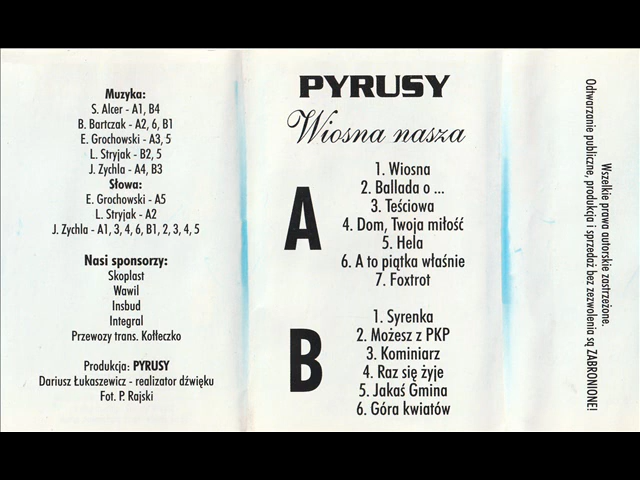 Muzyka:
S. Alcer - A1, B4
B. Bartczak - A2, 6, B1
E. Grochowski - A3, 5
L. Stryjak - B2, 5
J. Zychla - A4, B3
Słowa:
E. Grochowski - A5
L. Stryjak - A2
J. Zychla - A1, 3, 4, 6, B1, 2, 3, 4, 5
Nasi sponsorzy:
Skoplast
Wawil
Insbud
Integral
Przewozy trans. Kotłeczko
Produkcja: PYRUSY
Dariusz Łukaszewicz - realizator dźwięku
Fot. P. Rajski
PYRUSY
Wiosna nasza
A
1. Wiosna
2. Ballada o ...
3. Teściowa
4. Dom, Twoja miłość
5. Hela
6. A to piątka właśnie
7. Foxtrot
B
1. Syrenka
2. Możesz z PKP
3. Kominiarz
4. Raz się żyje
5. Jakaś Gmina
6. Góra kwiatów
Wszelkie prawa autorskie zastrzeżone.
Odtwarzanie publiczne, produkcja i sprzedaż bez zezwolenia są ZABRONIONE!